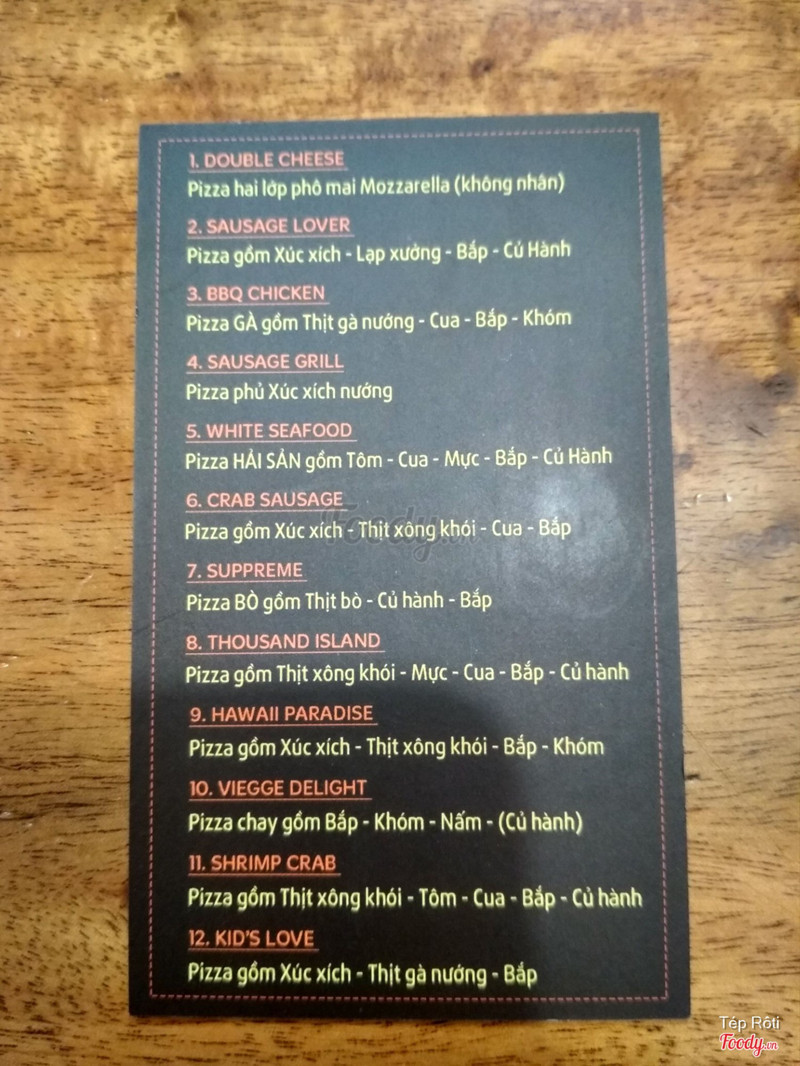 1. DOUBLE CHEESE
Pizza hai lớp phô mai Mozzarella (không nhân)
2. SAUSAGE LOVER
Pizza gồm Xúc xích - Lạp xưởng - Bắp - Củ Hành
3. BBQ CHICKEN
Pizza GÀ gồm Thịt gà nướng - Cua - Bắp - Khóm
4. SAUSAGE GRILL
Pizza phủ Xúc xích nướng
5. WHITE SEAFOOD
Pizza HẢI SẢN gồm Tôm - Cua - Mực - Bắp - Củ Hành
6. CRAB SAUSAGE
Pizza gồm Xúc xích - Thịt xông khói - Cua - Bắp
Foody.vn
7. SUPPREME
Pizza BÒ gồm Thịt bò - Củ hành - Bắp
8. THOUSAND ISLAND
Pizza gồm Thịt xông khói - Mực - Cua - Bắp - Củ hành
9. HAWAII PARADISE
Pizza gồm Xúc xích - Thịt xông khói - Bắp - Khóm
10. VIEGGE DELIGHT
Pizza chay gồm Bắp - Khóm - Nấm - (Củ hành)
11. SHRIMP CRAB
Pizza gồm Thịt xông khói - Tôm - Cua - Bắp - Củ hành
12. KID'S LOVE
Pizza gồm Xúc xích - Thịt gà nướng - Bắp
Tép Rôti
Foody.vn